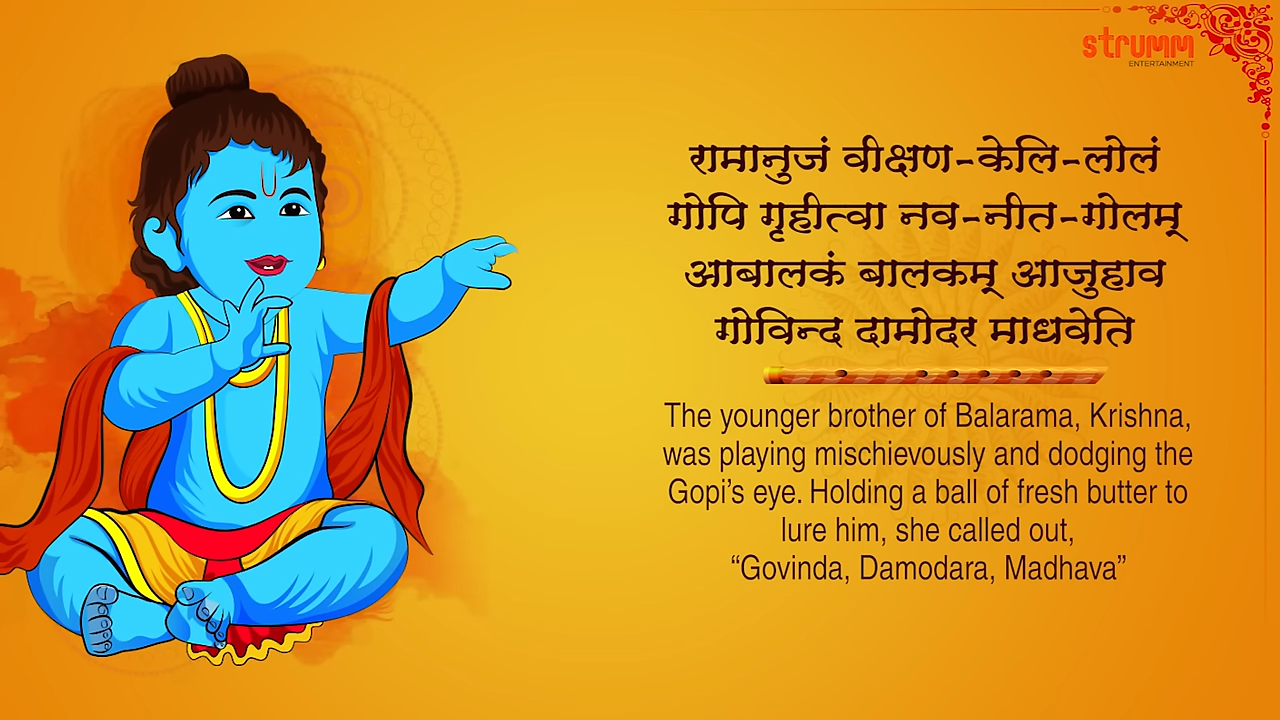 strumm
ENTERTAINMENT
रामानुजं वीक्षण-केलि-लोलं
गोपि गृहीत्वा नव-नीत-गोलम्
आबालकं बालकम् आजुहाव
गोविन्द दामोदर माधवेति
The younger brother of Balarama, Krishna,
was playing mischievously and dodging the
Gopi’s eye. Holding a ball of fresh butter to
lure him, she called out,
“Govinda, Damodara, Madhava”